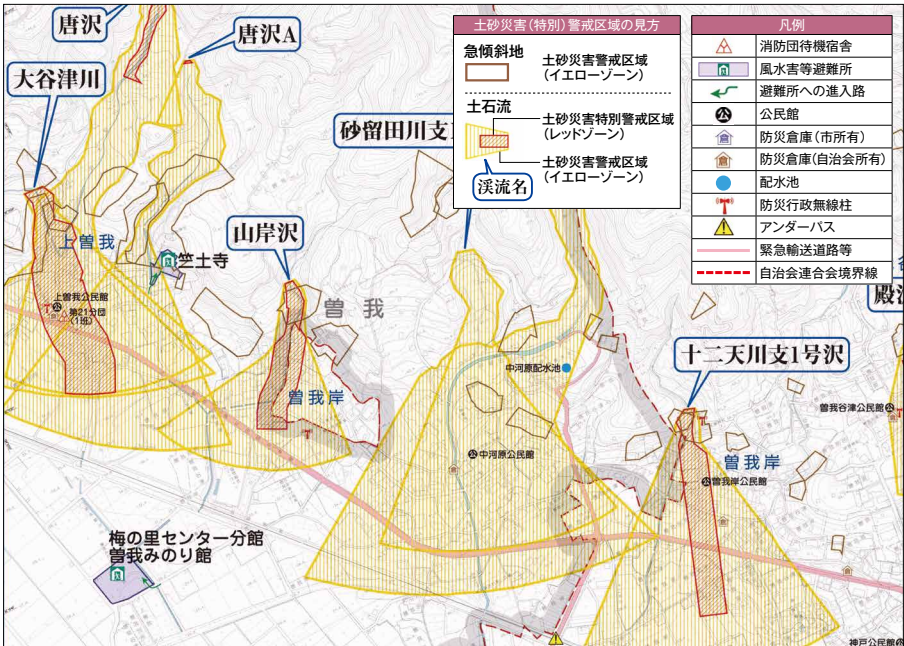 唐沢
唐沢A
大谷津川
砂留田川支
山岸沢
上曽我
竺土寺
上曽我公民館
第21分団
(1班)
曽我
曽我岸
中河原配水池
中河原公民館
十二天川支1号沢
曽我谷津公民館
曽我岸
曽我岸公民館
梅の里センター分館
曽我みのり館
神戸公民館
殿
土砂災害(特別)警戒区域の見方
急傾斜地
土砂災害警戒区域
(イエローゾーン)
土石流
土砂災害特別警戒区域
(レッドゾーン)
土砂災害警戒区域
(イエローゾーン)
渓流名
凡例
消防団待機宿舎
風水害等避難所
避難所への進入路
公民館
防災倉庫(市所有)
防災倉庫(自治会所有)
配水池
防災行政無線柱
アンダーパス
緊急輸送道路等
自治会連合会境界線